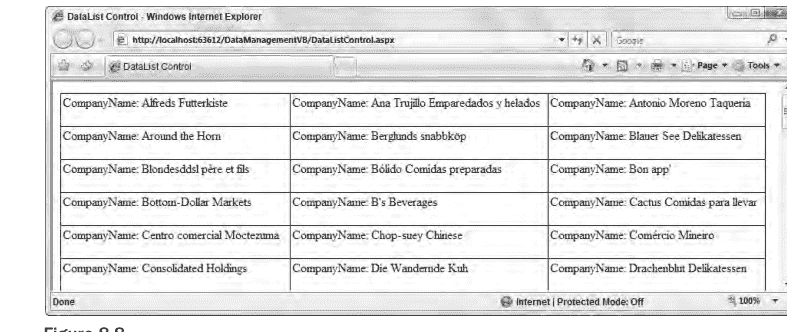 DataList Control - Windows Internet Explorer
http://localhost:63612/DataManagementVB/DataListControl.aspx
Google
DataList Control
Page
Tools
CompanyName: Alfreds Futterkiste
CompanyName: Ana Trujillo Emparedados y helados
CompanyName: Antonio Moreno Taquería
CompanyName: Around the Horn
CompanyName: Berglunds snabbköp
CompanyName: Blauer See Delikatessen
CompanyName: Blondesddsl père et fils
CompanyName: Bólido Comidas preparadas
CompanyName: Bon app'
CompanyName: Bottom-Dollar Markets
CompanyName: B's Beverages
CompanyName: Cactus Comidas para llevar
CompanyName: Centro comercial Moctezuma
CompanyName: Chop-suey Chinese
CompanyName: Comércio Mineiro
CompanyName: Consolidated Holdings
CompanyName: Die Wandernde Kuh
CompanyName: Drachenblut Delikatessen
Done
Internet | Protected Mode: Off
100%
Figure 8-8